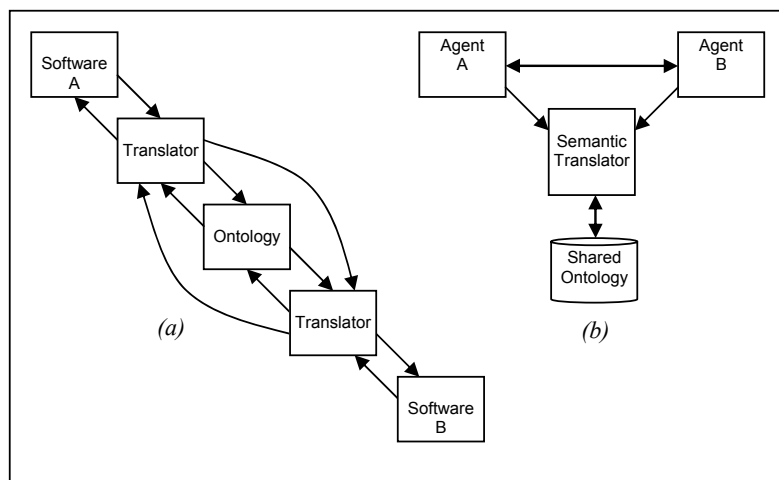 Software
A
Translator
Ontology
Translator
Software
B
(a)
Agent
A
Agent
B
Semantic
Translator
Shared
Ontology
(b)